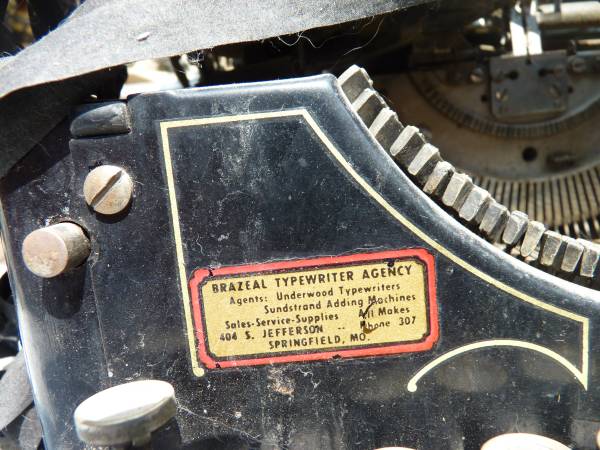 BRAZEAL TYPEWRITER AGENCY
Agents: Underwood Typewriters
Sundstrand Adding Machines
Sales-Service-Supplies All Makes
404 S. JEFFERSON -- Phone 307
SPRINGFIELD, MO.